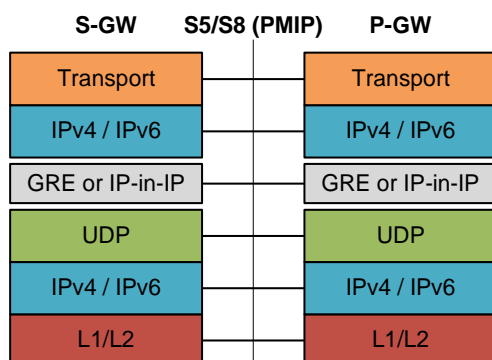 S-GW S5/S8 (PMIP) P-GW
Transport Transport
IPv4 / IPv6 IPv4 / IPv6
GRE or IP-in-IP GRE or IP-in-IP
UDP UDP
IPv4 / IPv6 IPv4 / IPv6
L1/L2 L1/L2